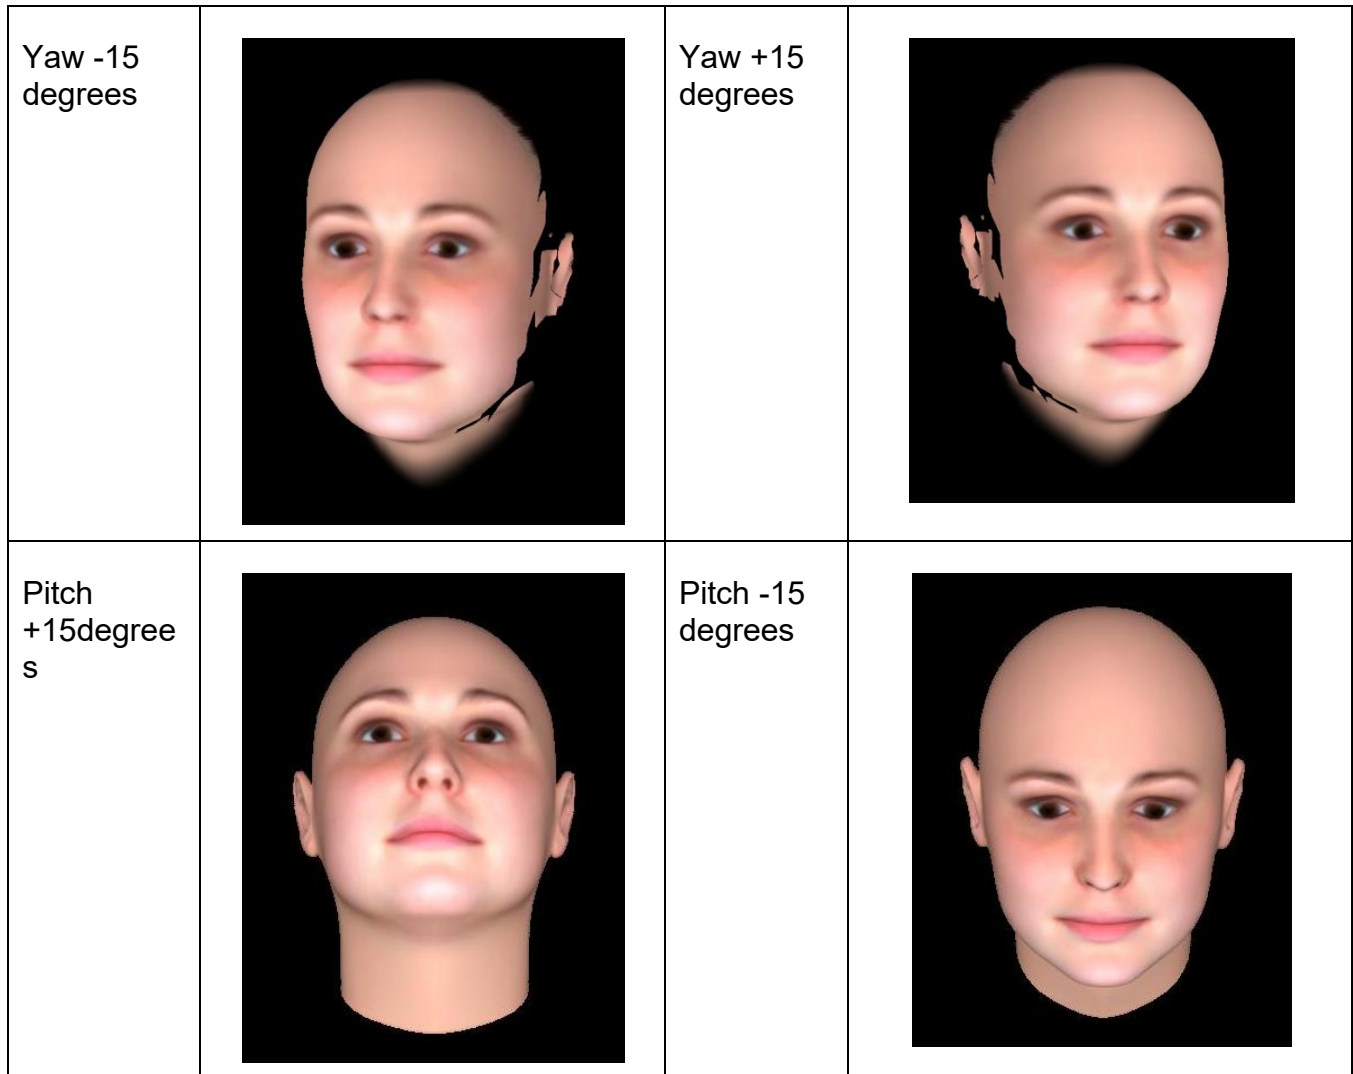 Yaw -15
degrees
Yaw +15
degrees
Pitch
+15degree
s
Pitch -15
degrees